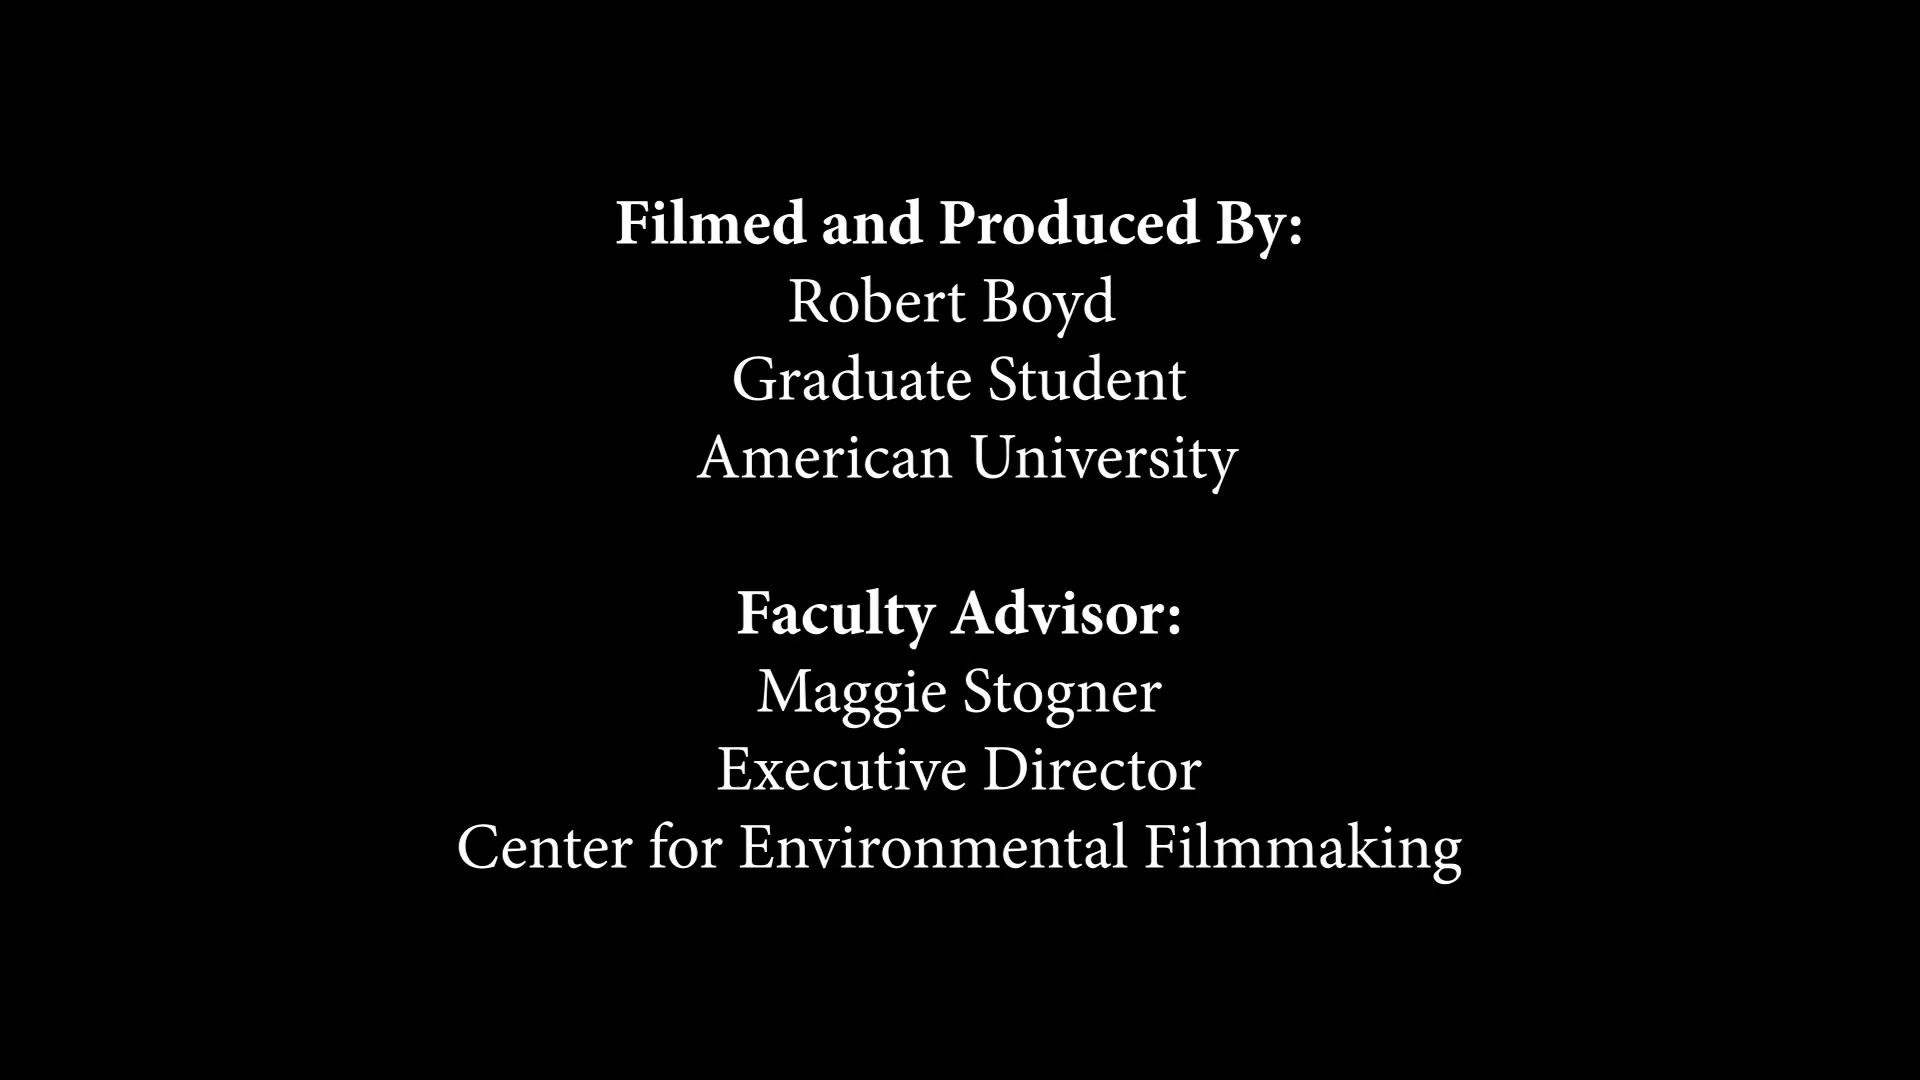 Filmed and Produced By:
Robert Boyd
Graduate Student
American University
Faculty Advisor:
Maggie Stogner
Executive Director
Center for Environmental Filmmaking